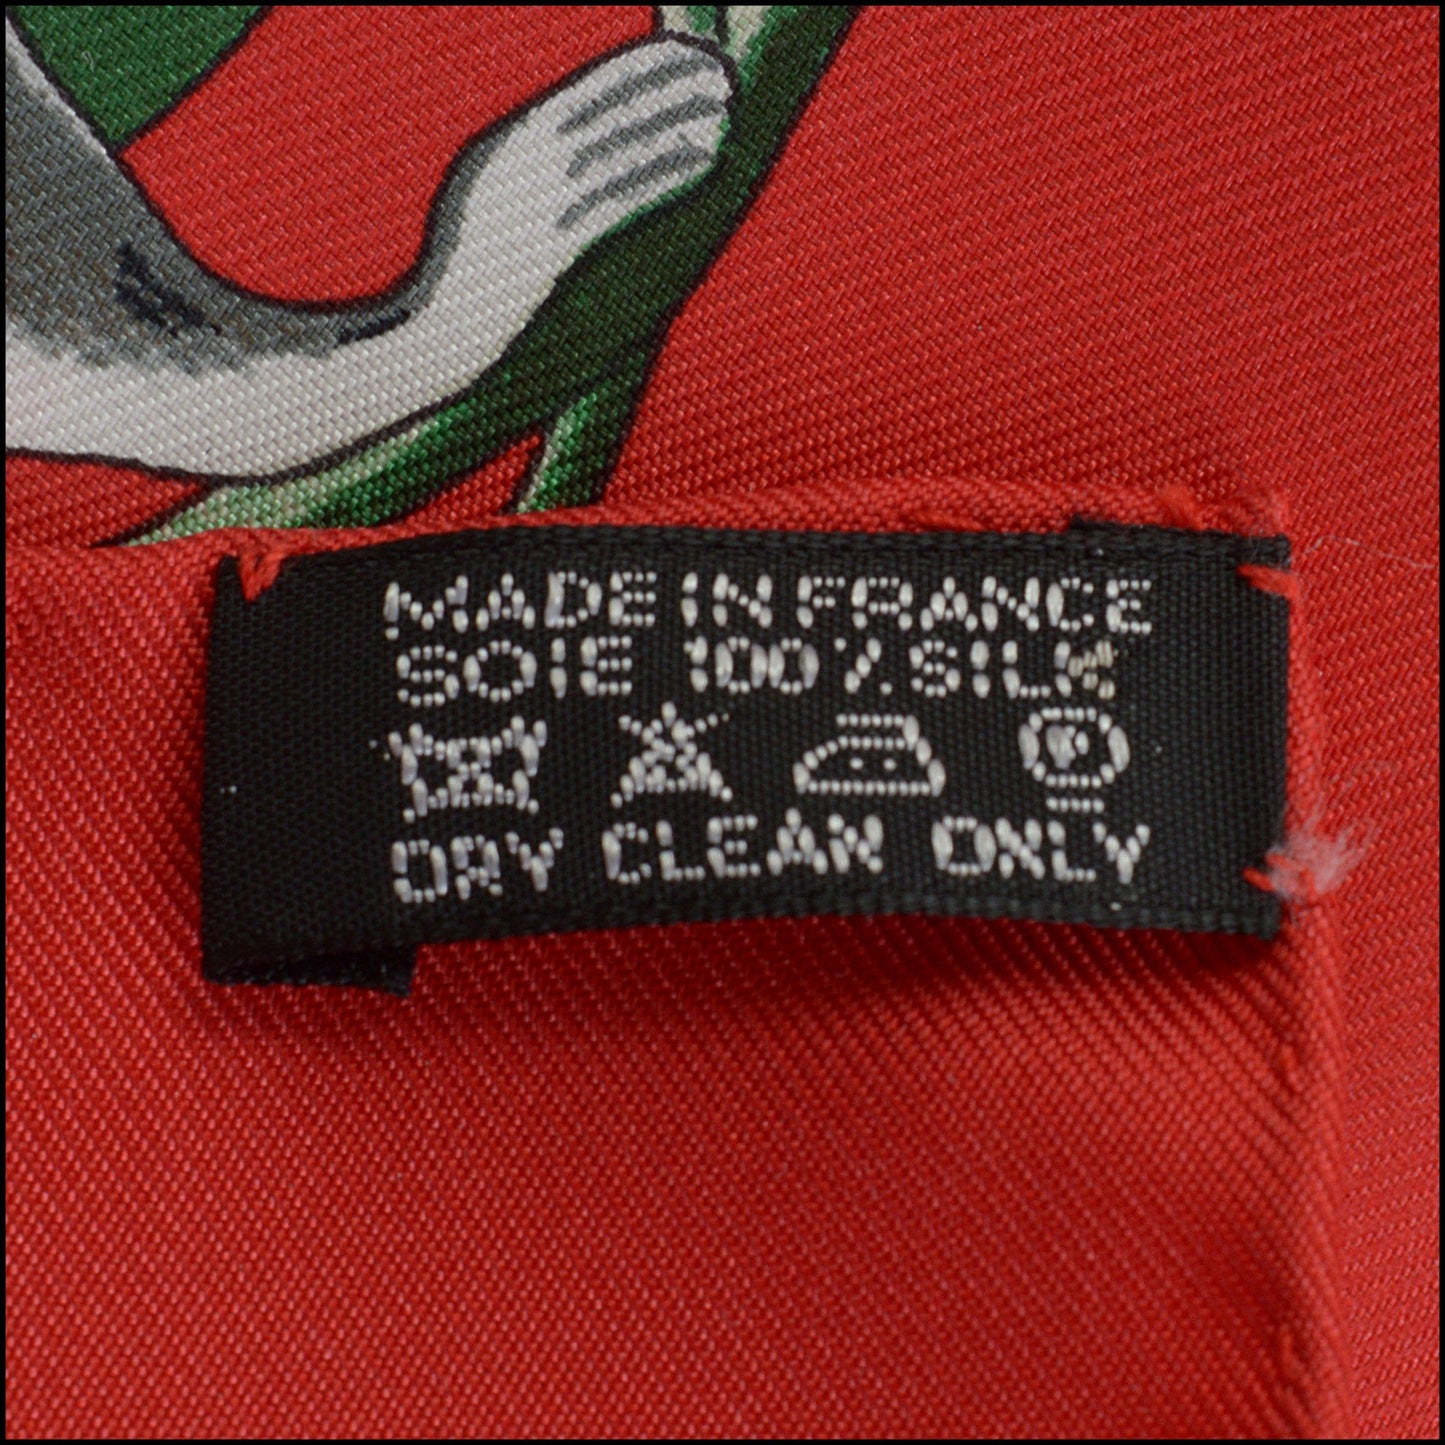 MADE IN FRANCE
SOIE 100% SILK
P
DRY CLEAN ONLY